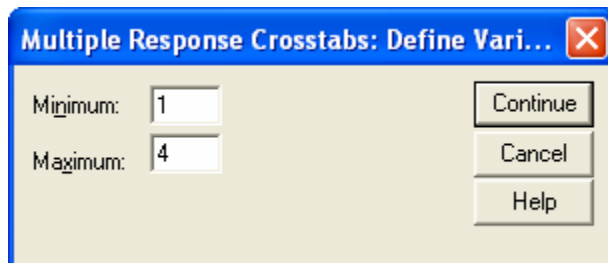 Multiple Response Crosstabs: Define Vari...
Minimum: 1
Continue
Maximum: 4
Cancel
Help